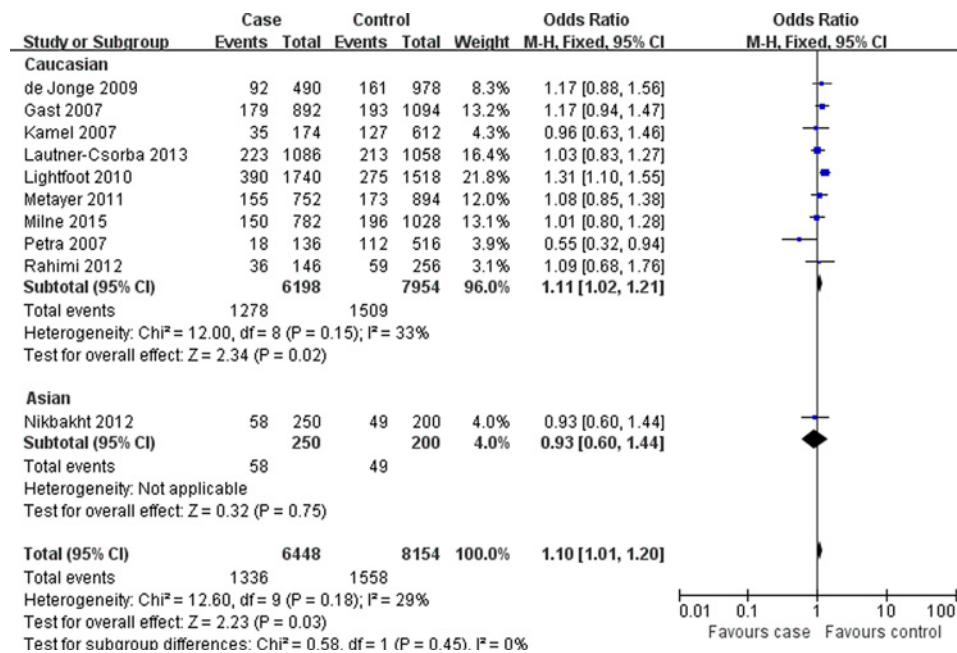 Case Control Odds Ratio Odds Ratio
Study or Subgroup Events Total Events Total Weight M-H, Fixed, 95% CI M-H, Fixed, 95% CI
Caucasian
de Jonge 2009 92 490 161 978 8.3% 1.17 [0.88, 1.56]
Gast 2007 179 892 193 1094 13.2% 1.17 [0.94, 1.47]
Kamel 2007 35 174 127 612 4.3% 0.96 [0.63, 1.46]
Lautner-Csorba 2013 223 1086 213 1058 16.4% 1.03 [0.83, 1.27]
Lightfoot 2010 390 1740 275 1518 21.8% 1.31 [1.10, 1.55]
Metayer 2011 155 752 173 894 12.0% 1.08 [0.85, 1.38]
Milne 2015 150 782 196 1028 13.1% 1.01 [0.80, 1.28]
Petra 2007 18 136 112 516 3.9% 0.55 [0.32, 0.94]
Rahimi 2012 36 146 59 256 3.1% 1.09 [0.68, 1.76]
Subtotal (95% CI) 6198 7954 96.0% 1.11 [1.02, 1.21]
Total events 1278 1509
Heterogeneity: Chi² = 12.00, df = 8 (P = 0.15); I² = 33%
Test for overall effect: Z = 2.34 (P = 0.02)
Asian
Nikbakht 2012 58 250 49 200 4.0% 0.93 [0.60, 1.44]
Subtotal (95% CI) 250 200 4.0% 0.93 [0.60, 1.44]
Total events 58 49
Heterogeneity: Not applicable
Test for overall effect: Z = 0.32 (P = 0.75)
Total (95% CI) 6448 8154 100.0% 1.10 [1.01, 1.20]
Total events 1336 1558
Heterogeneity: Chi² = 12.60, df = 9 (P = 0.18); I² = 29%
Test for overall effect: Z = 2.23 (P = 0.03)
Test for subgroup differences: Chi² = 0.58, df = 1 (P = 0.45), I² = 0%
0.01 0.1 1 10 100
Favours case Favours control